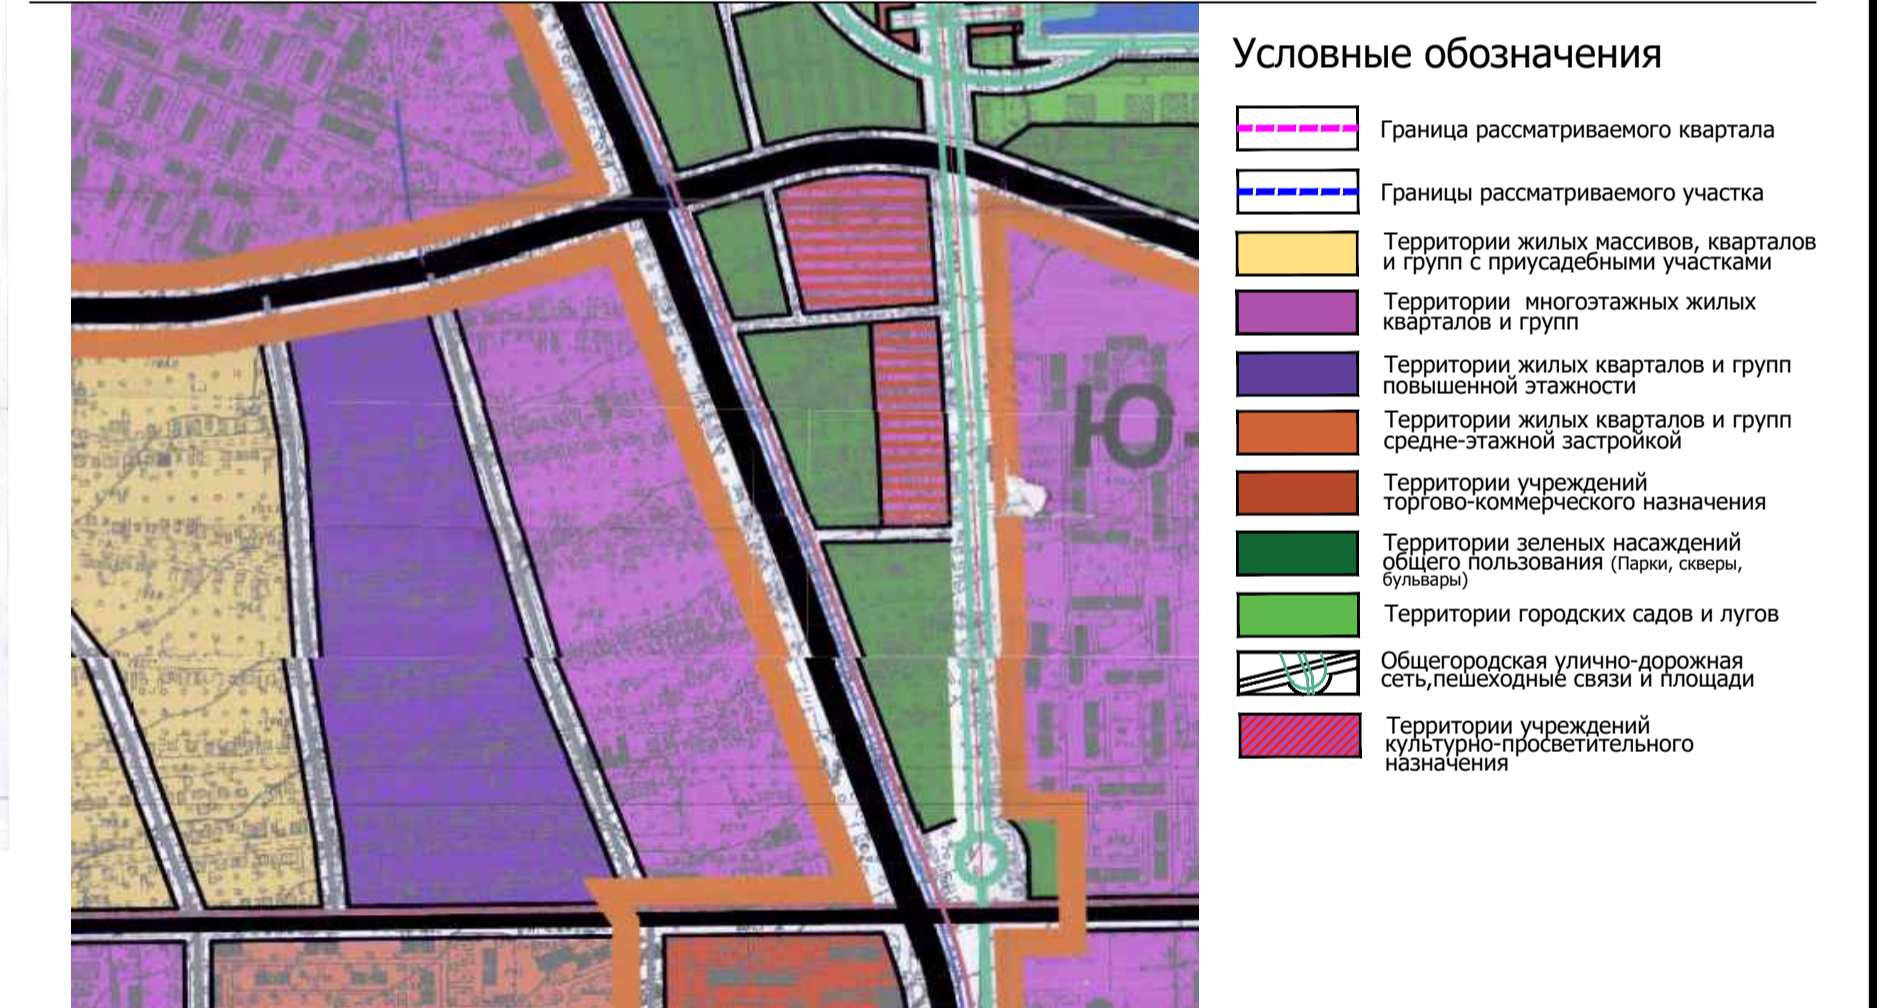 Условные обозначения
Граница рассматриваемого квартала
Границы рассматриваемого участка
Территории жилых массивов, кварталов
и групп с приусадебными участками
Территории многоэтажных жилых
кварталов и групп
Территории жилых кварталов и групп
повышенной этажности
Территории жилых кварталов и групп
средне-этажной застройкой
Территории учреждений
торгово-коммерческого назначения
Территории зеленых насаждений
общего пользования (Парки, скверы,
бульвары)
Территории городских садов и лугов
Общегородская улично-дорожная
сеть,пешеходные связи и площади
Территории учреждений
культурно-просветительного
назначения
Ю-